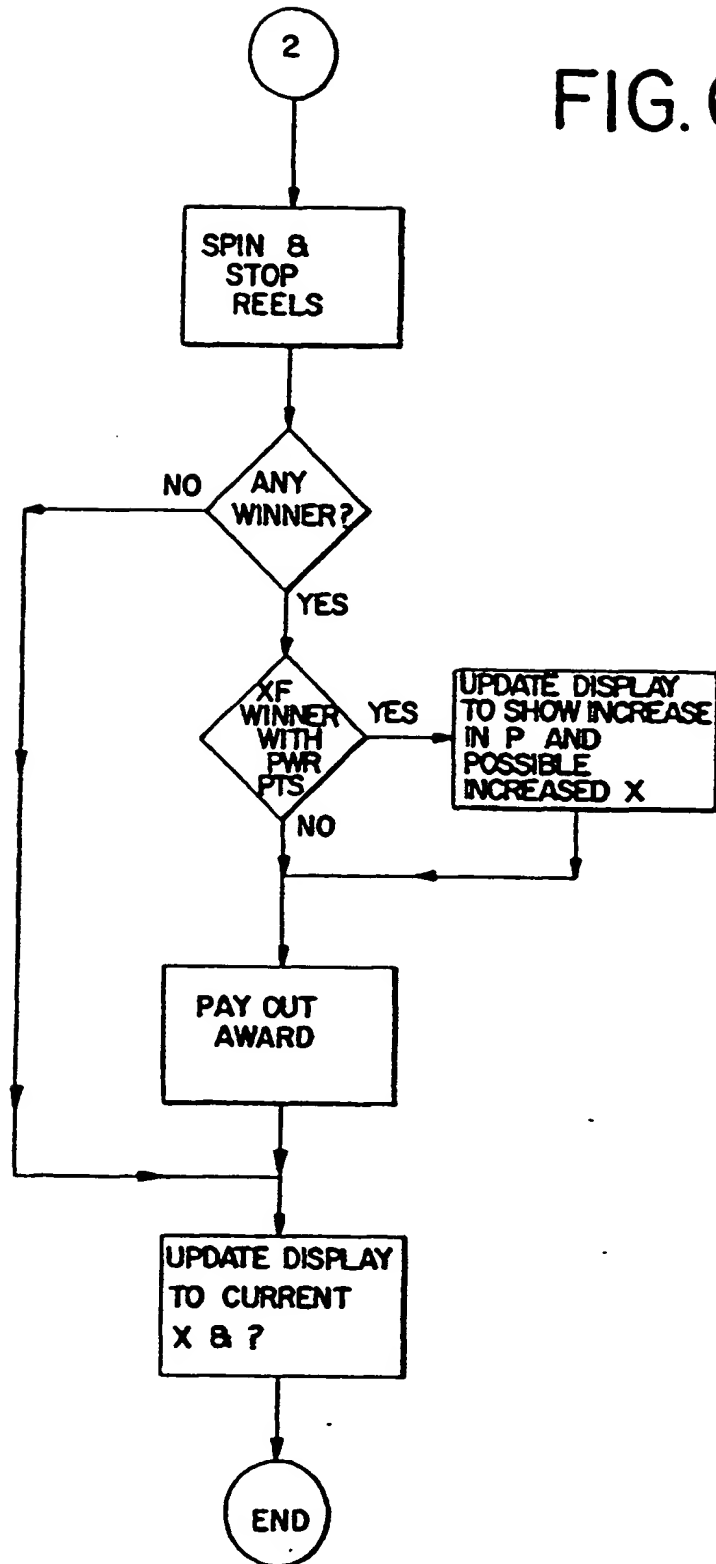 2
FIG. 6
SPIN &
STOP
REELS
ANY
WINNER?
NO
YES
XF
WINNER
WITH
PWR
PTS
YES
NO
UPDATE DISPLAY
TO SHOW INCREASE
IN P AND
POSSIBLE
INCREASED X
PAY OUT
AWARD
UPDATE DISPLAY
TO CURRENT
X & ?
END